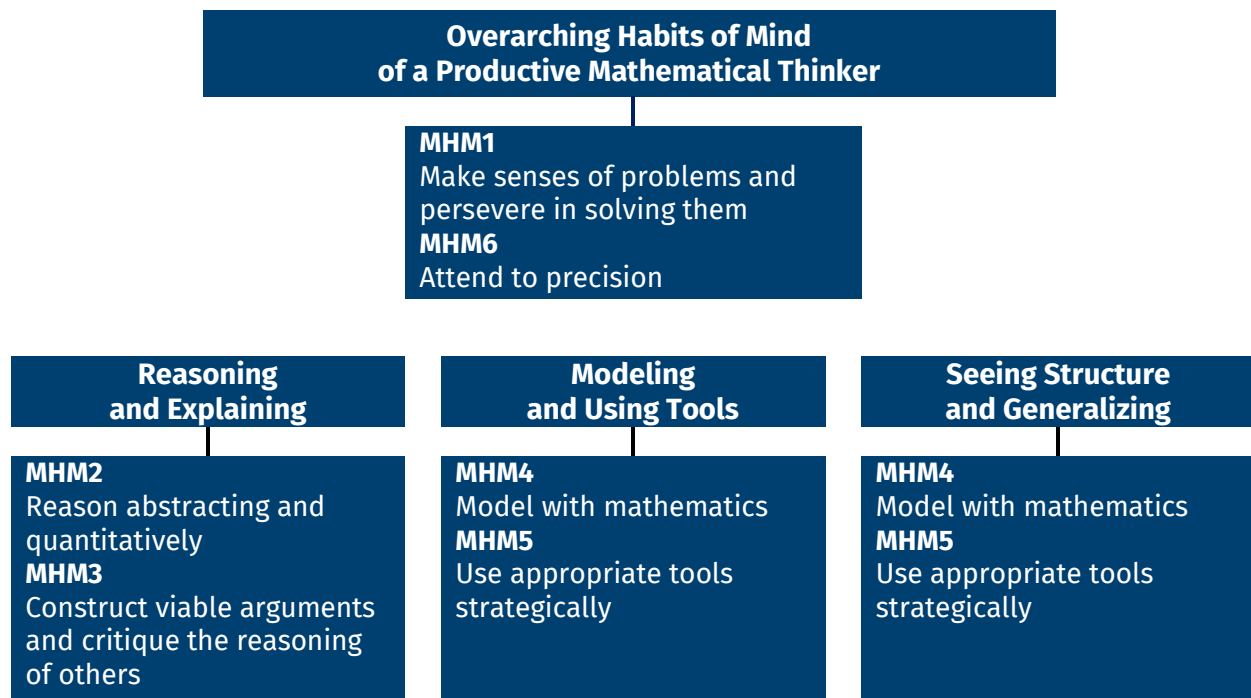 Overarching Habits of Mind
of a Productive Mathematical Thinker
MHM1
Make senses of problems and
persevere in solving them
MHM6
Attend to precision
Reasoning
and Explaining
MHM2
Reason abstracting and
quantitatively
MHM3
Construct viable arguments
and critique the reasoning
of others
Modeling
and Using Tools
MHM4
Model with mathematics
MHM5
Use appropriate tools
strategically
Seeing Structure
and Generalizing
MHM4
Model with mathematics
MHM5
Use appropriate tools
strategically